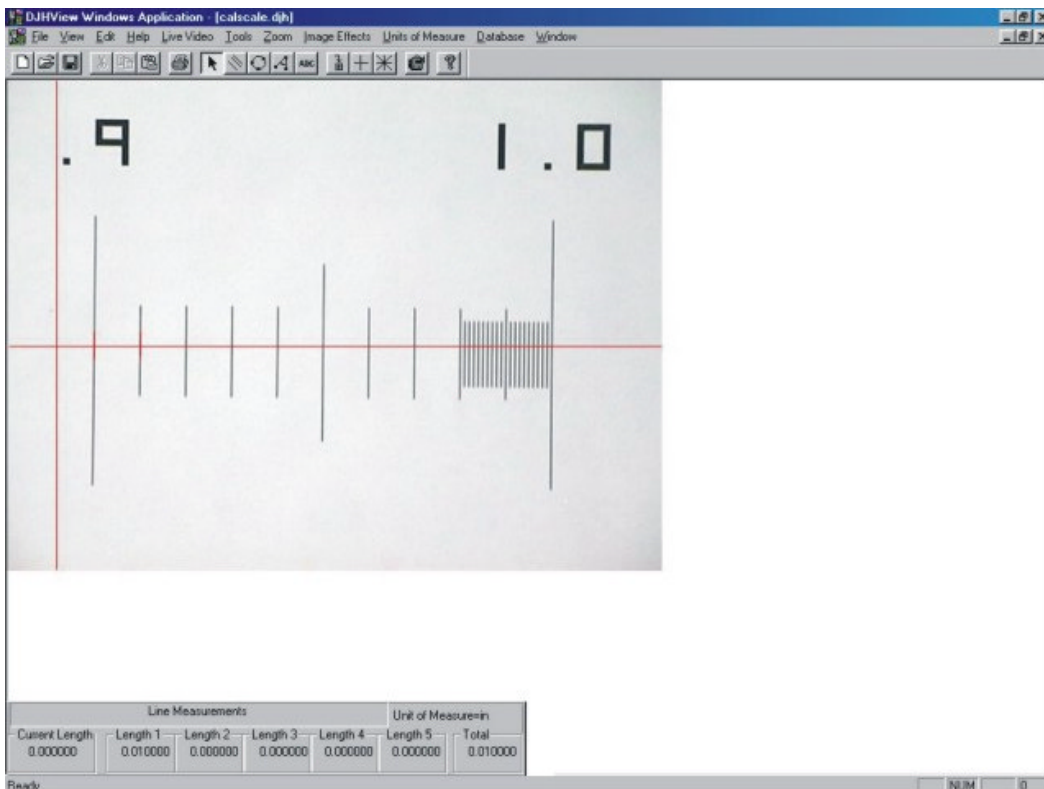 DJHView Windows Application - [calscale.djh]
File View Edit Help Live Video Tools Zoom Image Effects Units of Measure Database Window
ABC
.9 1.0
Line Measurements Unit of Measure=in
Current Length Length 1 Length 2 Length 3 Length 4 Length 5 Total
0.000000 0.010000 0.000000 0.000000 0.000000 0.000000 0.010000
Ready NUM 0